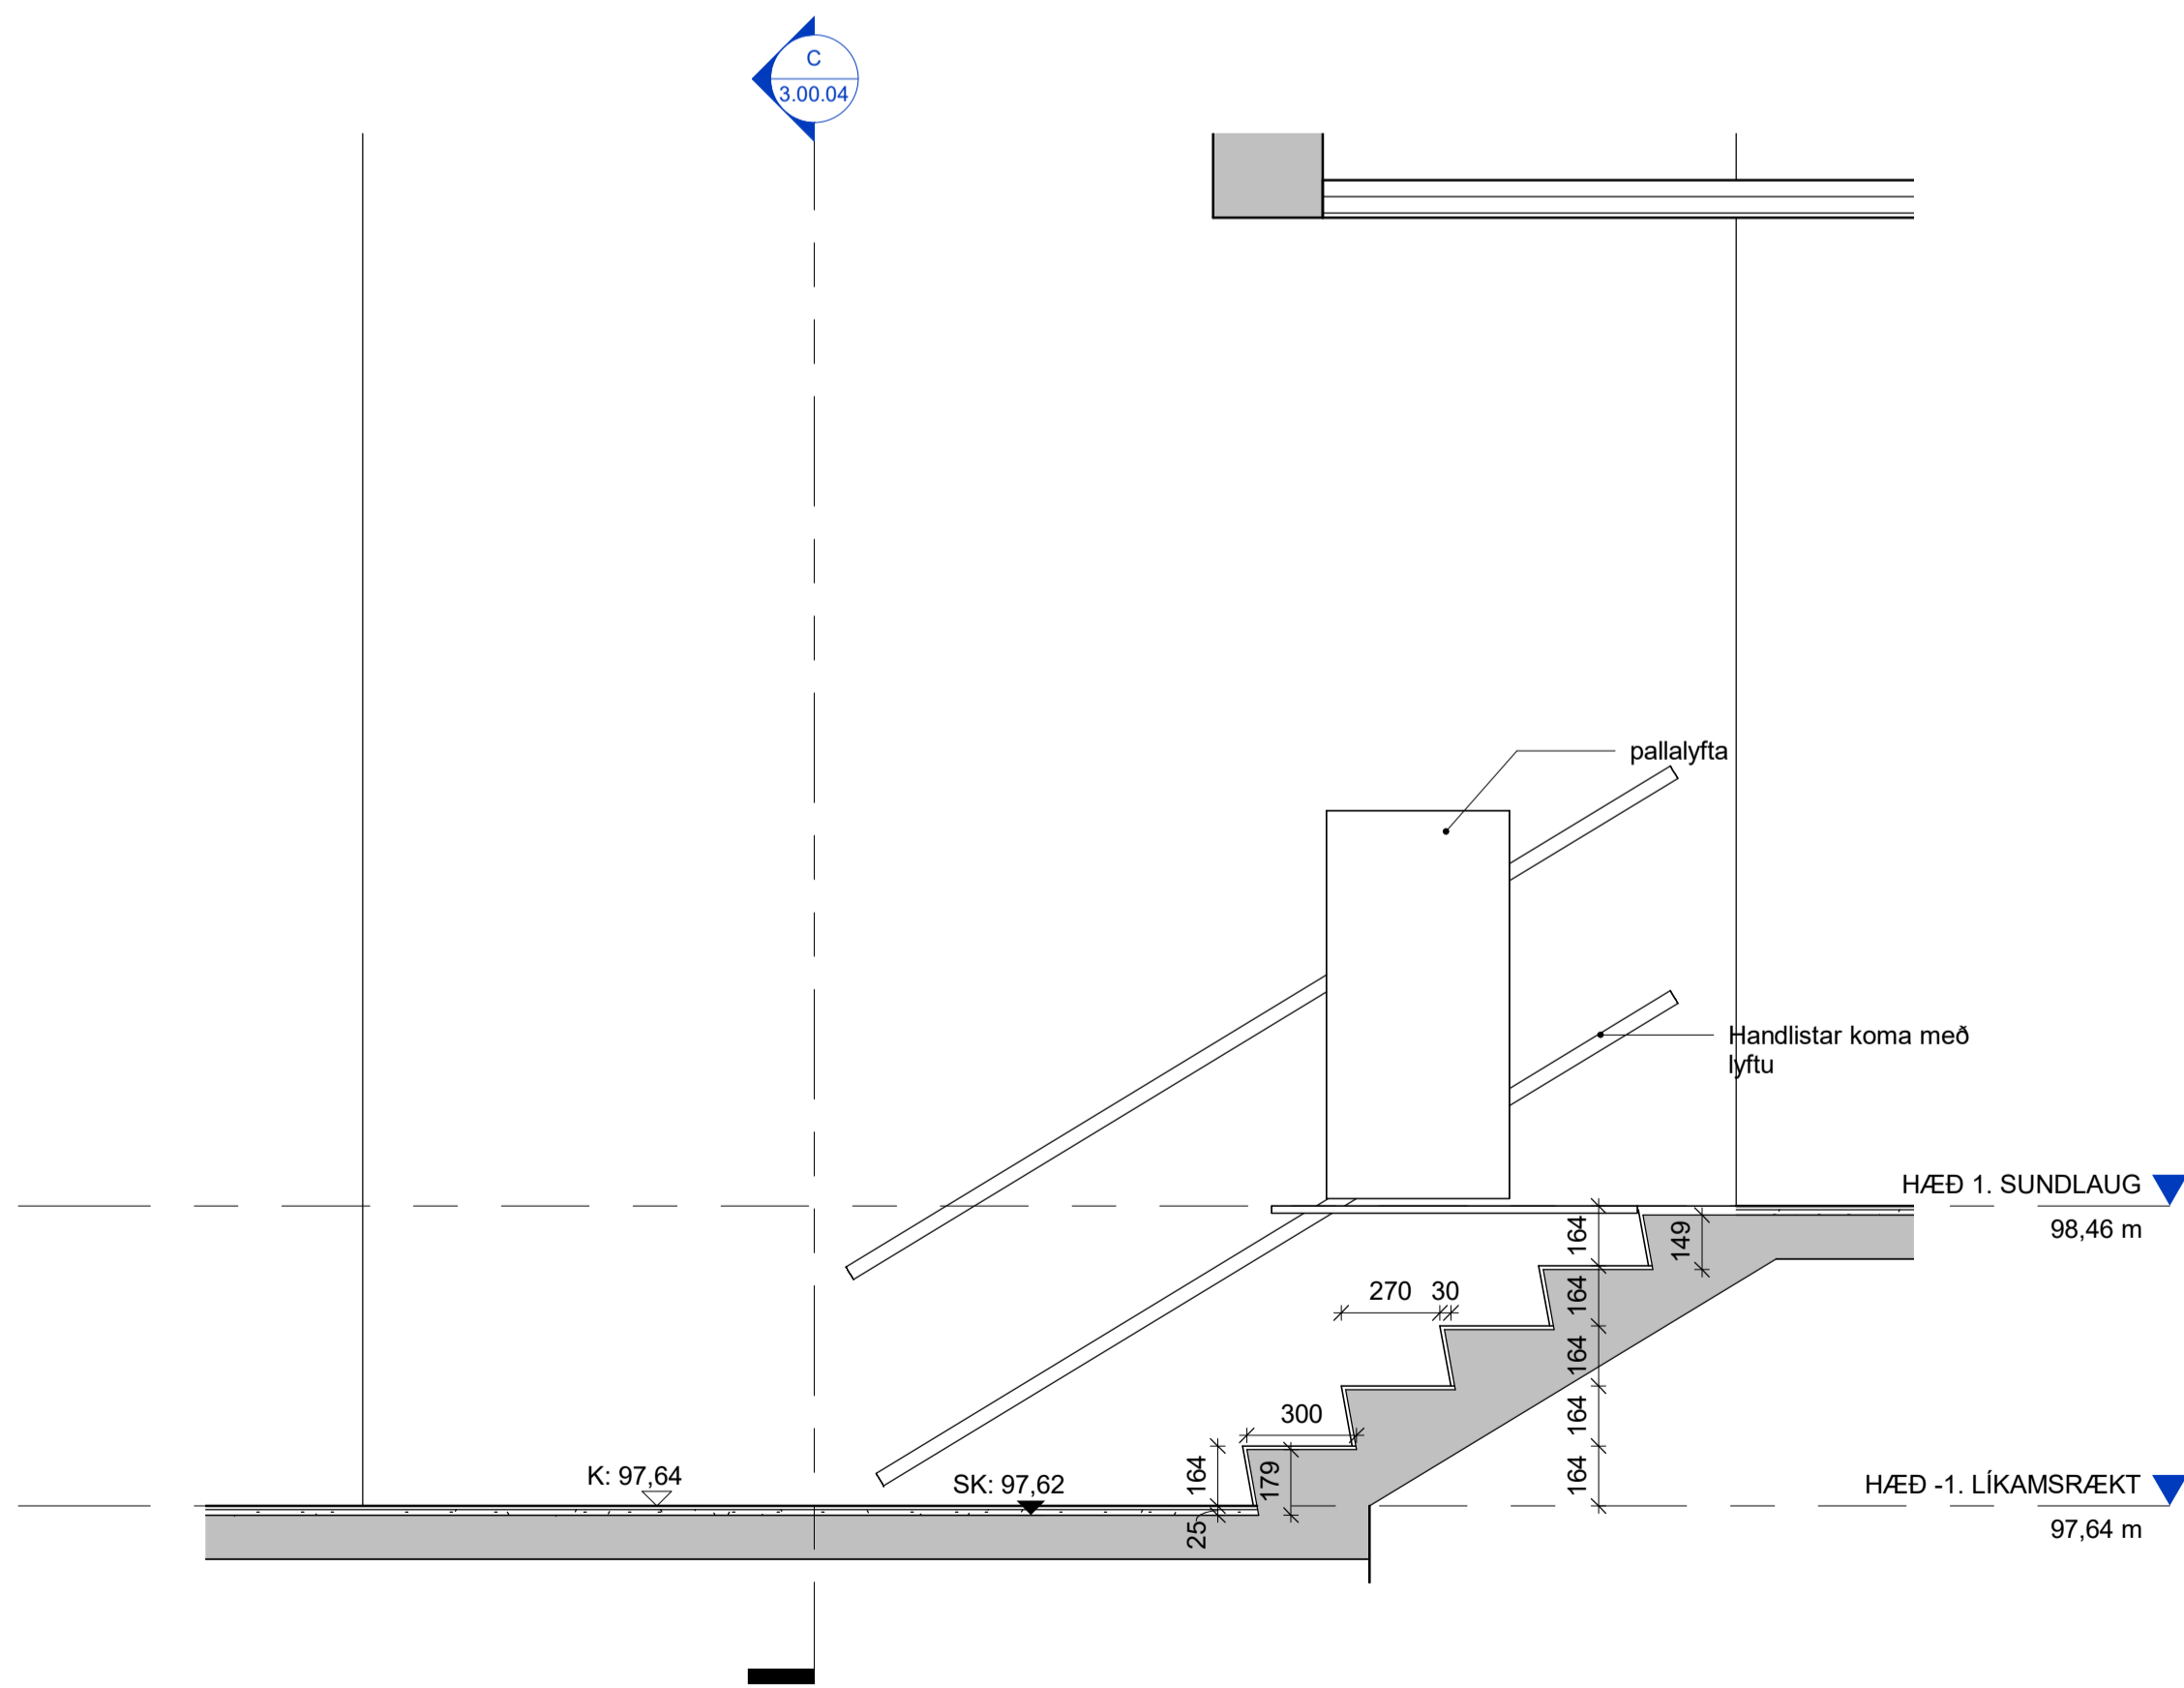 C
3.00.04
pallalyfta
Handlistar koma með
lyftu
HÆÐ 1. SUNDLAUG
98,46 m
164
149
270 30
164
164
300
164
K: 97,64
SK: 97,62
164
179
164
HÆÐ -1. LÍKAMSRÆKT
25
97,64 m